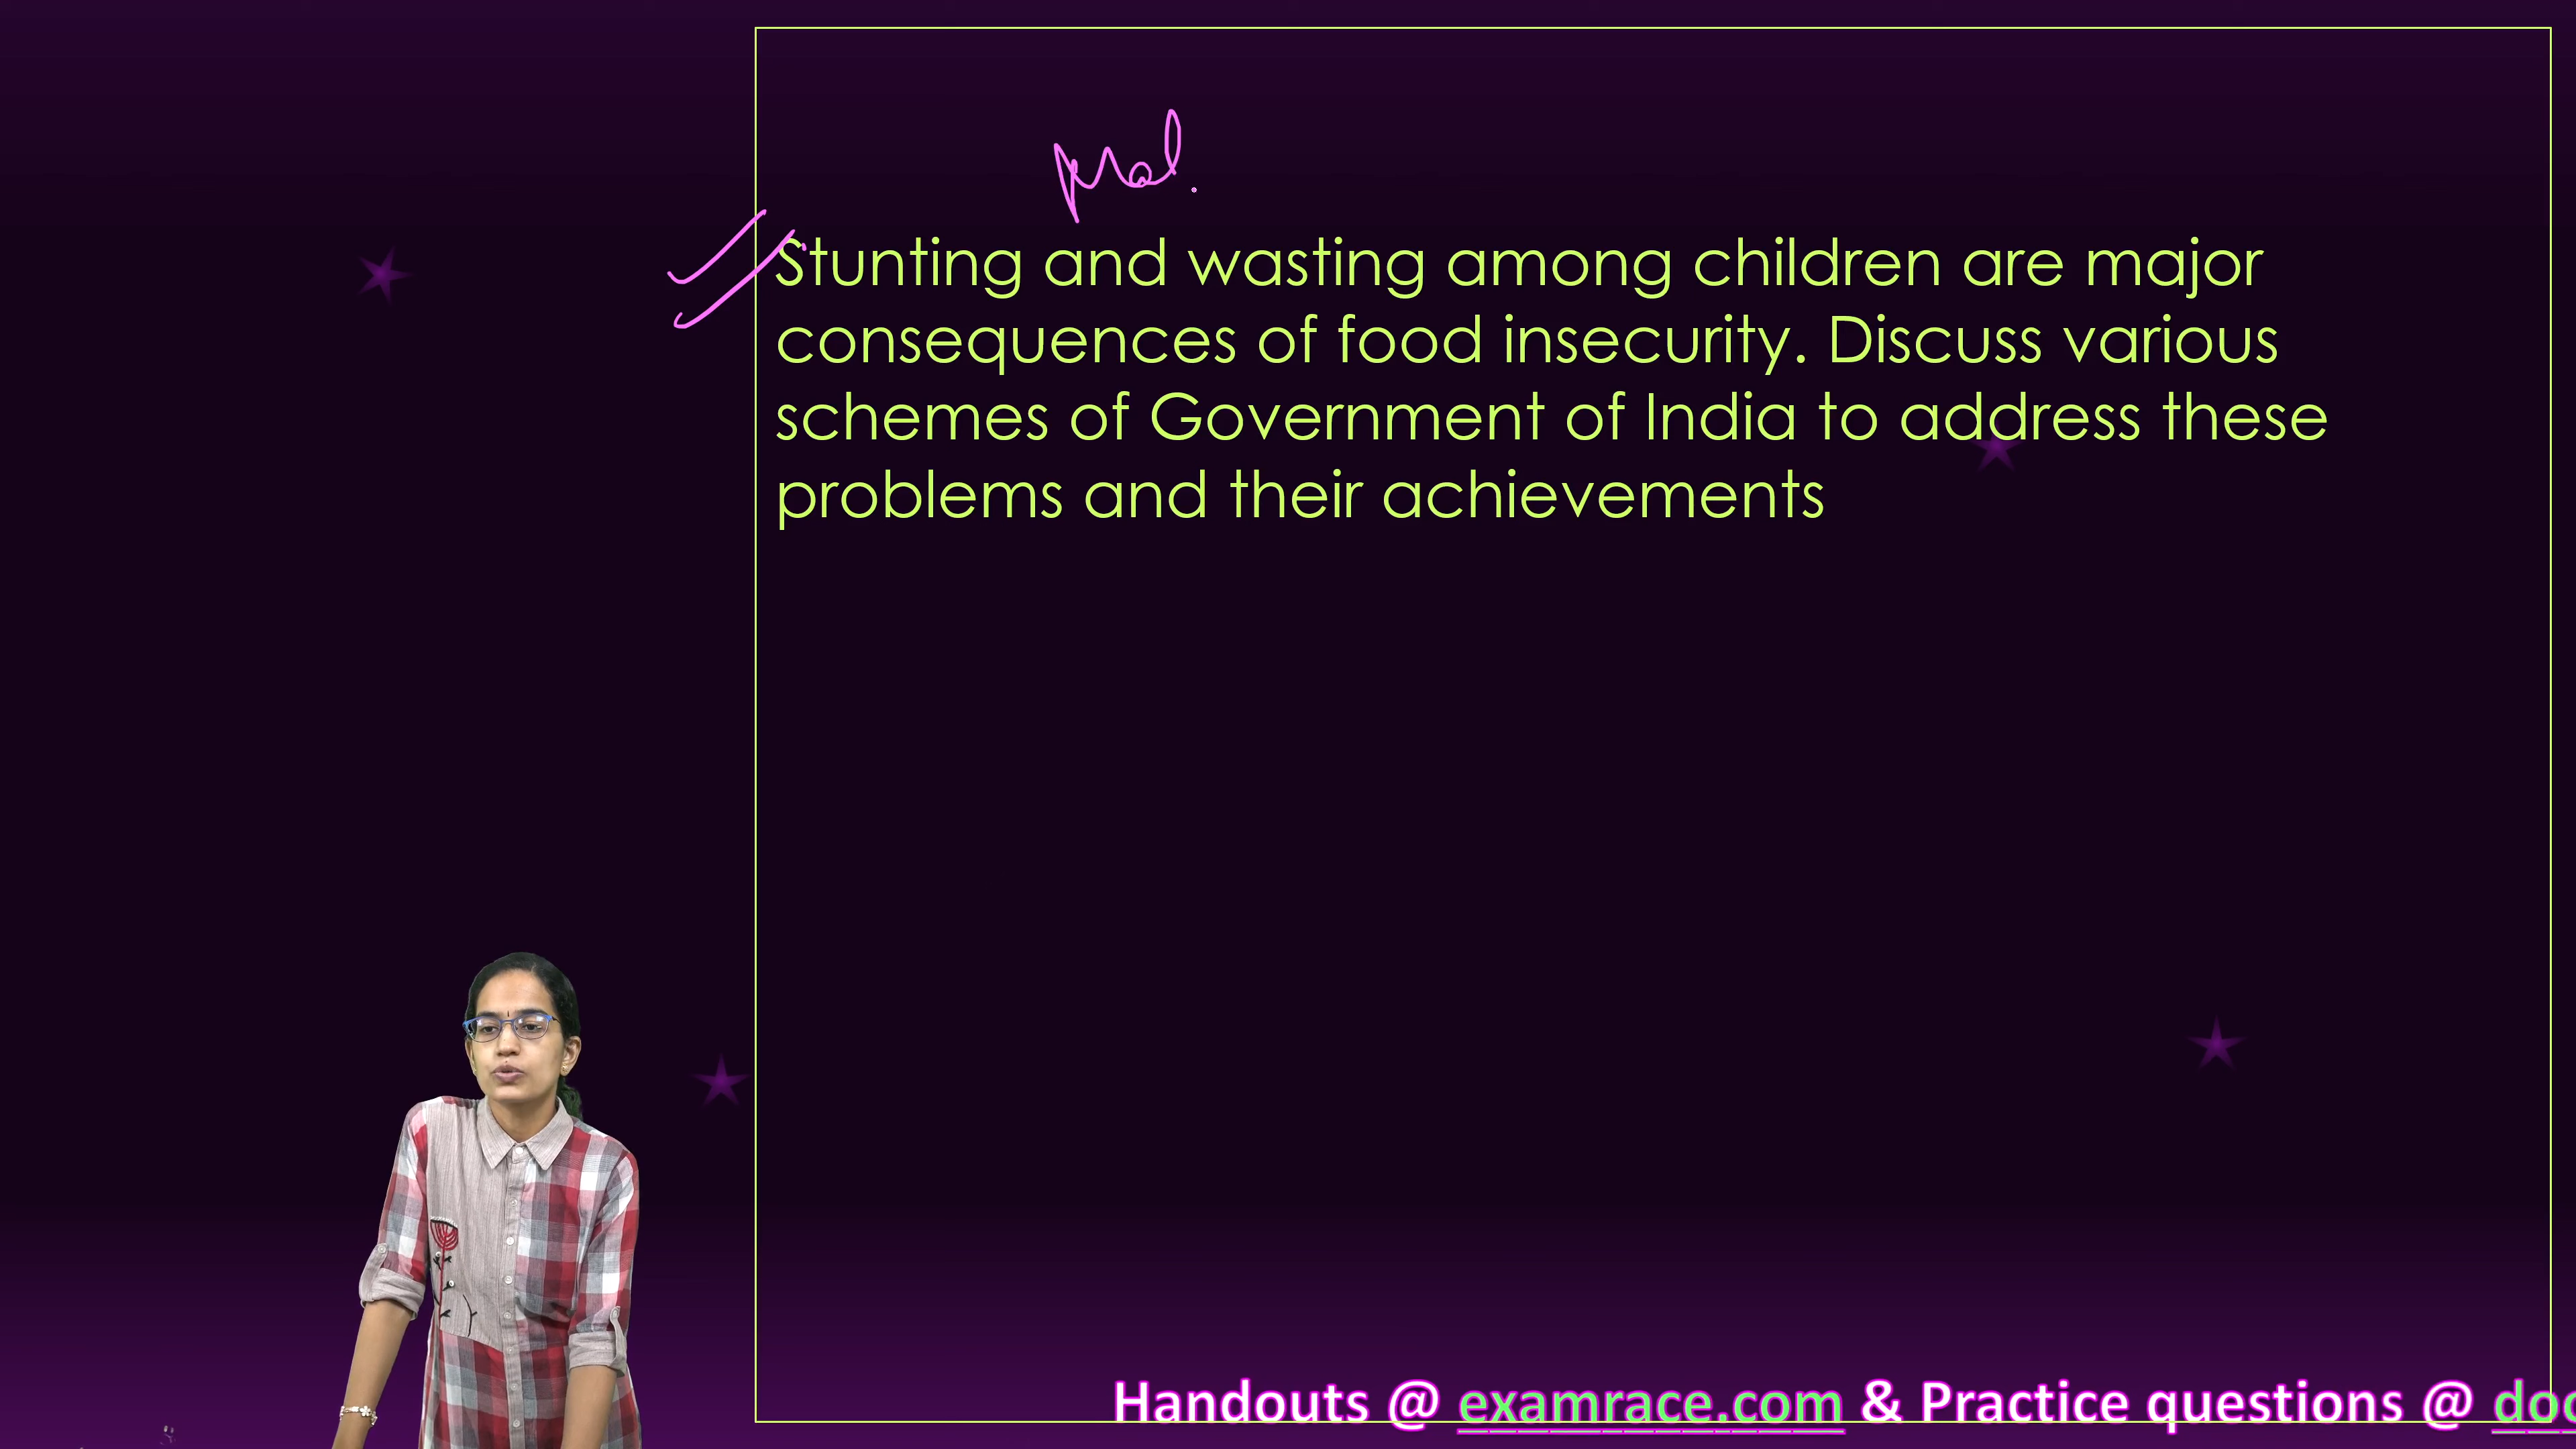 Mal.
Stunting and wasting among children are major
consequences of food insecurity. Discuss various
schemes of Government of India to address these
problems and their achievements
Handouts @ examrace.com & Practice questions @ doc